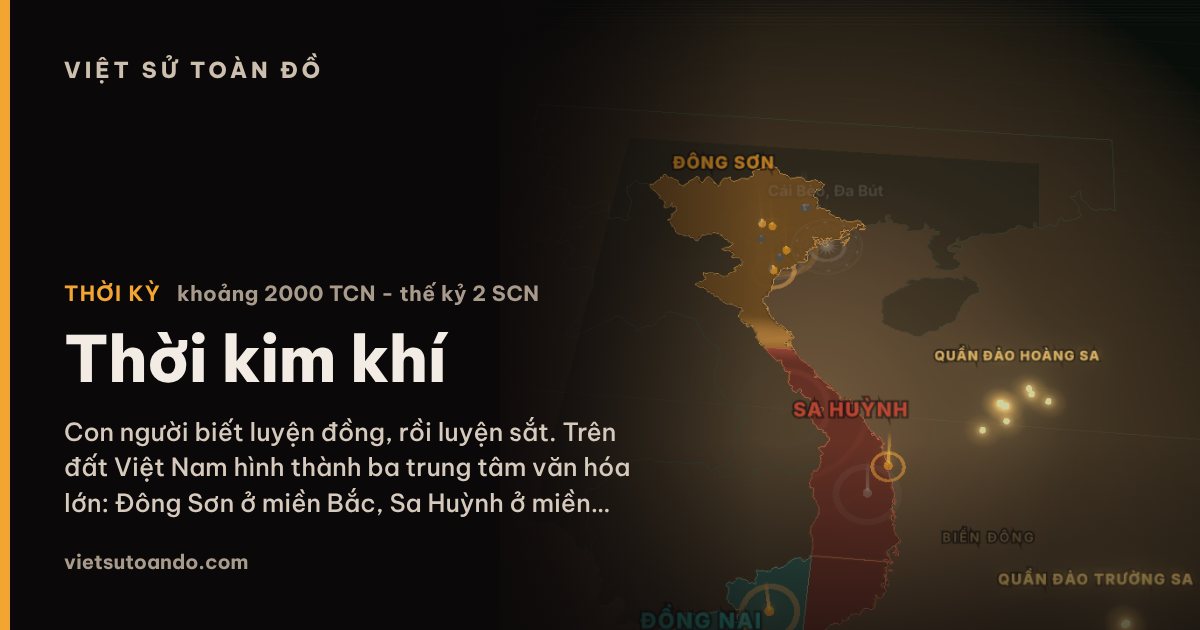 VIỆT SỬ TOÀN ĐỒ
THỜI KỲ khoảng 2000 TCN - thế kỷ 2 SCN
Thời kim khí
Con người biết luyện đồng, rồi luyện sắt. Trên
đất Việt Nam hình thành ba trung tâm văn hóa
lớn: Đông Sơn ở miền Bắc, Sa Huỳnh ở miền...
vietsutoando.com
ĐÔNG SƠN
Cái Bèo, Đa Bút
QUẦN ĐẢO HOÀNG SA
SA HUỲNH
BIỂN ĐÔNG
QUẦN ĐẢO TRƯỜNG SA
ĐỒNG NAI